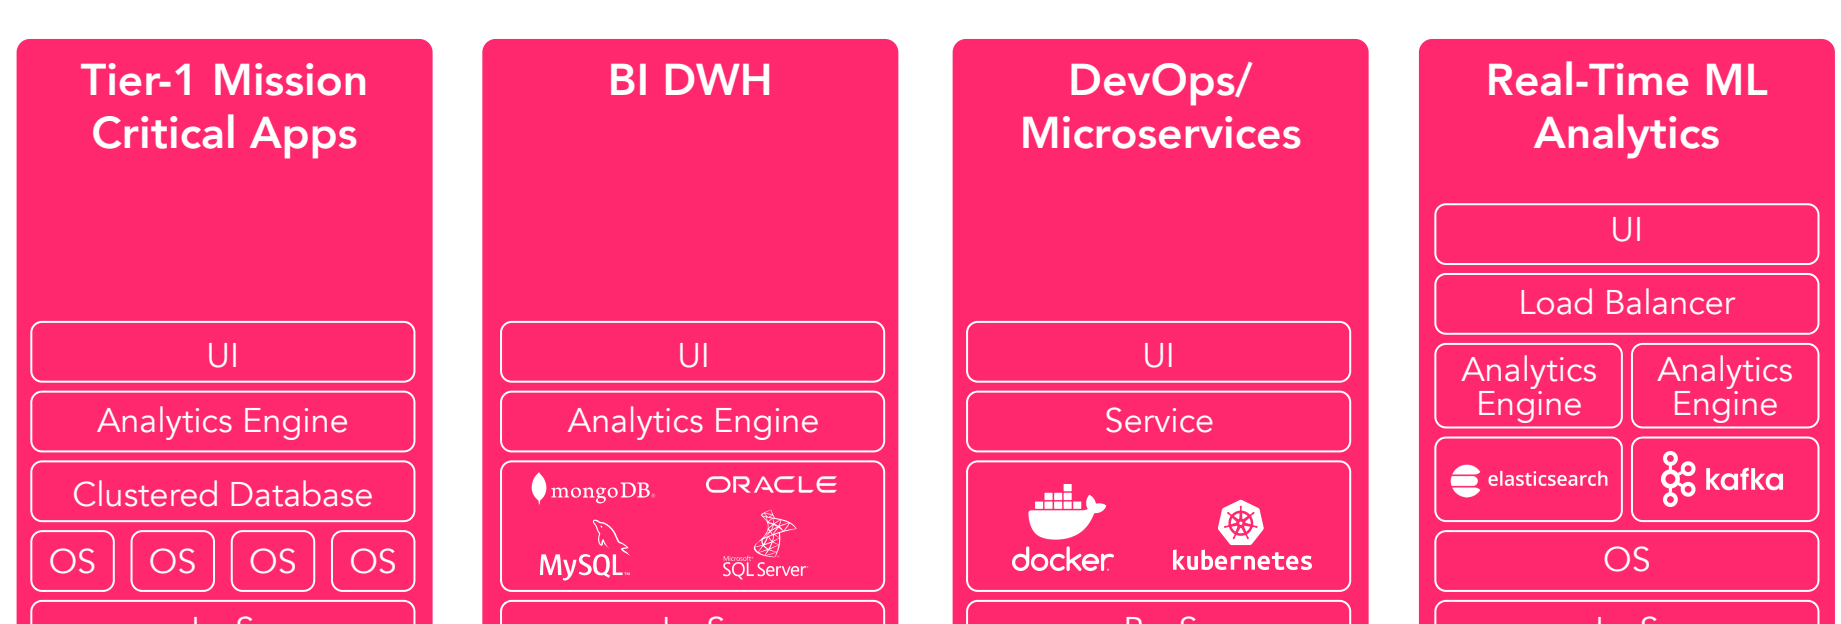 Tier-1 Mission
Critical Apps
UI
Analytics Engine
Clustered Database
OS OS OS OS
BI DWH
UI
Analytics Engine
mongoDB. ORACLE
MySQL™ Microsoft®
SQL Server
DevOps/
Microservices
UI
Service
docker kubernetes
Real-Time ML
Analytics
UI
Load Balancer
Analytics Analytics
Engine Engine
elasticsearch kafka
OS